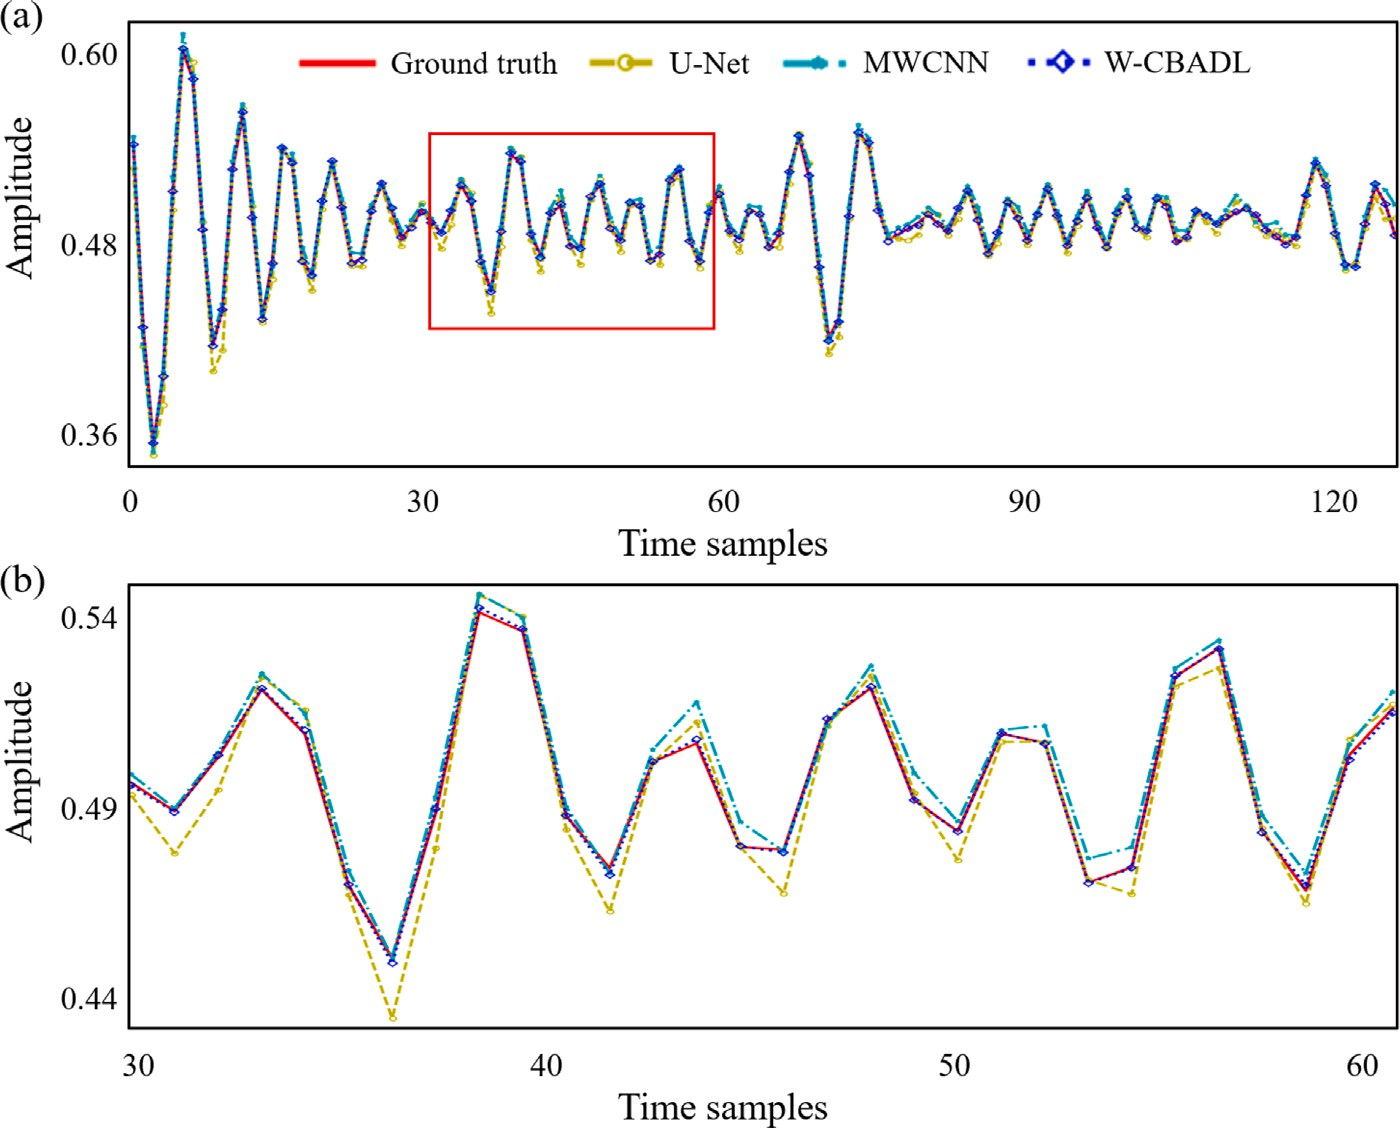 (a)
0.60
0.48
0.36
Amplitude
Ground truth U-Net MWCNN W-CBADL
0 30 60 90 120
Time samples
(b)
0.54
0.49
0.44
Amplitude
30 40 50 60
Time samples